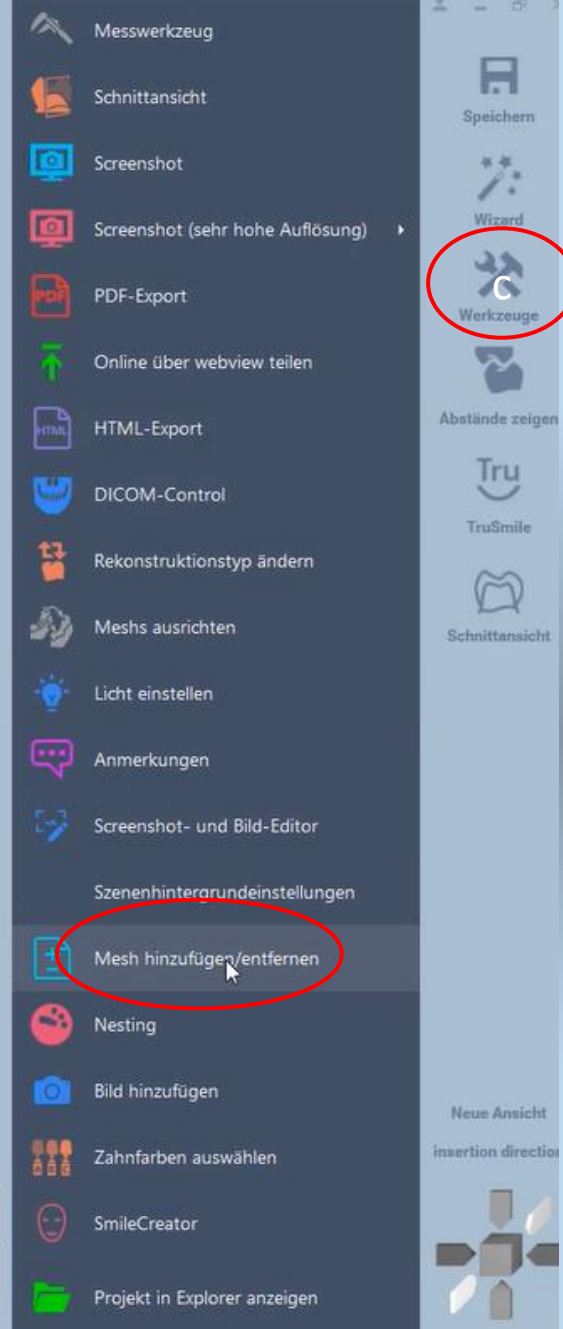 Messwerkzeug
Schnittansicht
Screenshot
Screenshot (sehr hohe Auflösung)
PDF
PDF-Export
Online über webview teilen
HTML
HTML-Export
DICOM-Control
Rekonstruktionstyp ändern
Meshs ausrichten
Licht einstellen
Anmerkungen
Screenshot- und Bild-Editor
Szenenhintergrundeinstellungen
Mesh hinzufügen/entfernen
Nesting
Bild hinzufügen
A B C
Zahnfarben auswählen
SmileCreator
Projekt in Explorer anzeigen
Speichern
Wizard
C
Werkzeuge
Abstände zeigen
Tru
TruSmile
Schnittansicht
Neue Ansicht
insertion direction